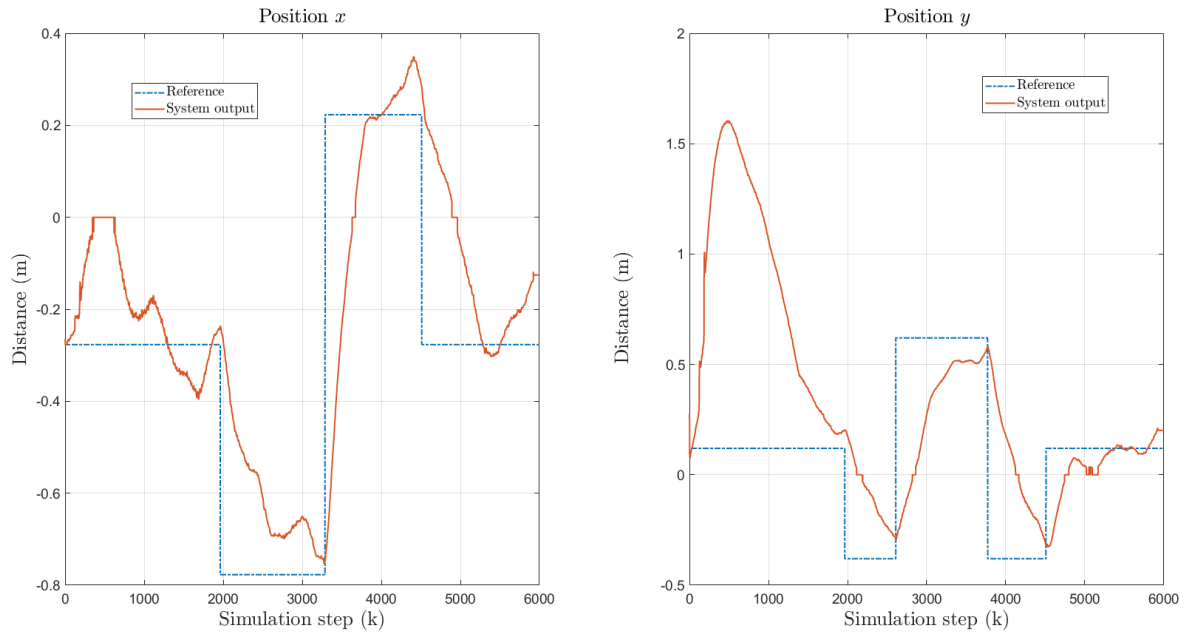 Position x
0.4
0.2
0
-0.2
-0.4
-0.6
-0.8
Distance (m)
Reference
System output
0 1000 2000 3000 4000 5000 6000
Simulation step (k)
Position y
2
1.5
1
0.5
0
-0.5
Distance (m)
Reference
System output
0 1000 2000 3000 4000 5000 6000
Simulation step (k)